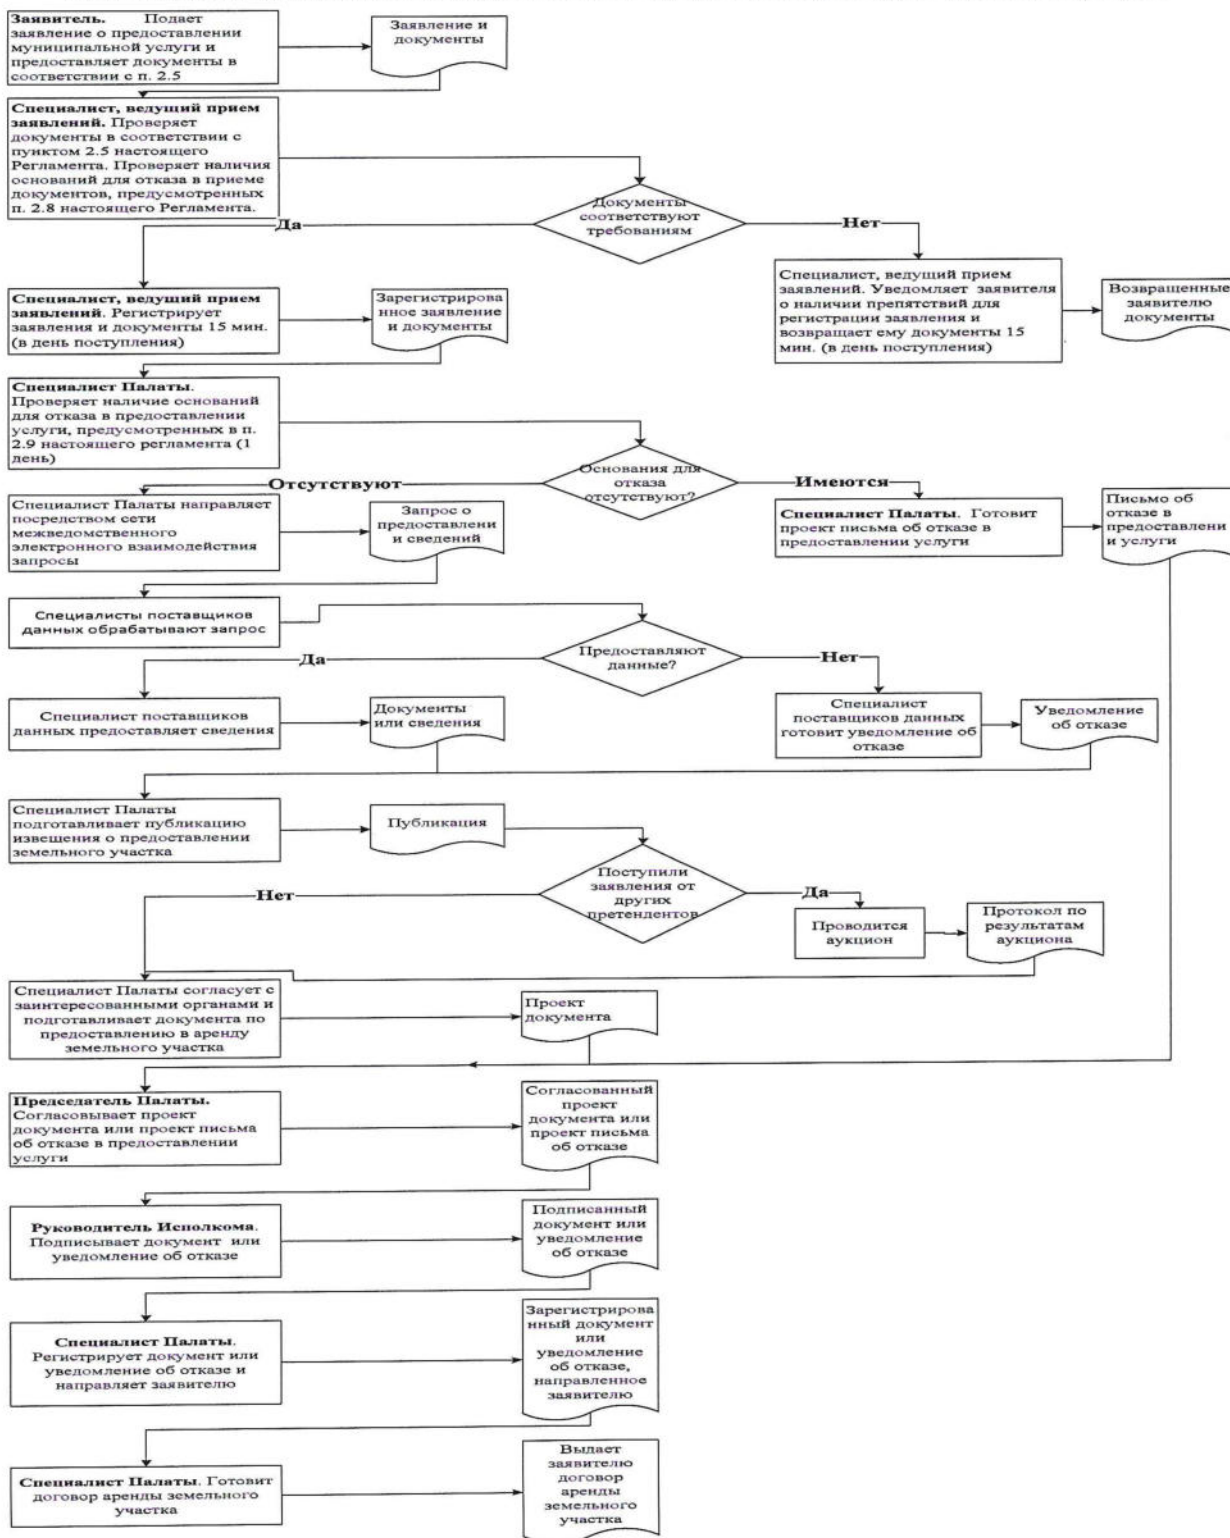 Заявитель. Подает
заявление о предоставлении
муниципальной услуги и
предоставляет документы в
соответствии с п. 2.5
Заявление и
документы
Специалист, ведущий прием
заявлений. Проверяет
документы в соответствии с
пунктом 2.5 настоящего
Регламента. Проверяет наличия
оснований для отказа в приеме
документов, предусмотренных
п. 2.8 настоящего Регламента.
Документы
соответствуют
требованиям
Да
Нет
Специалист, ведущий прием
заявлений. Регистрирует
заявления и документы 15 мин.
(в день поступления)
Зарегистрирова
нное заявление
и документы
Специалист, ведущий прием
заявлений. Уведомляет заявителя
о наличии препятствий для
регистрации заявления и
возвращает ему документы 15
мин. (в день поступления)
Возвращенные
заявителю
документы
Специалист Палаты.
Проверяет наличие оснований
для отказа в предоставлении
услуги, предусмотренных в п.
2.9 настоящего регламента (1
день)
Основания для
отказа
отсутствуют?
Отсутствуют
Имеются
Специалист Палаты направляет
посредством сети
межведомственного
электронного взаимодействия
запросы
Запрос о
предоставлени
и сведений
Специалист Палаты. Готовит
проект письма об отказе в
предоставлении услуги
Письмо об
отказе в
предоставлени
и услуги
Специалисты поставщиков
данных обрабатывают запрос
Предоставляют
данные?
Да
Нет
Специалист поставщиков
данных предоставляет сведения
Документы
или сведения
Специалист
поставщиков данных
готовит уведомление об
отказе
Уведомление
об отказе
Специалист Палаты
подготавливает публикацию
извешения о предоставлении
земельного участка
Публикация
Поступили
заявления от
других
претендентов
Нет
Да
Проводится
аукцион
Протокол по
результатам
аукциона
Специалист Палаты согласует с
заинтересованными органами и
подготавливает документа по
предоставлению в аренду
земельного участка
Проект
документа
Председатель Палаты.
Согласовывает проект
документа или проект письма
об отказе в предоставлении
услуги
Согласованный
проект
документа или
проект письма
об отказе
Руководитель Исполкома.
Подписывает документ или
уведомление об отказе
Подписанный
документ или
уведомление
об отказе
Специалист Палаты.
Регистрирует документ или
уведомление об отказе и
направляет заявителю
Зарегистрирова
нный документ
или
уведомление
об отказе,
направленное
заявителю
Специалист Палаты. Готовит
договор аренды земельного
участка
Выдает
заявителю
договор
аренды
земельного
участка